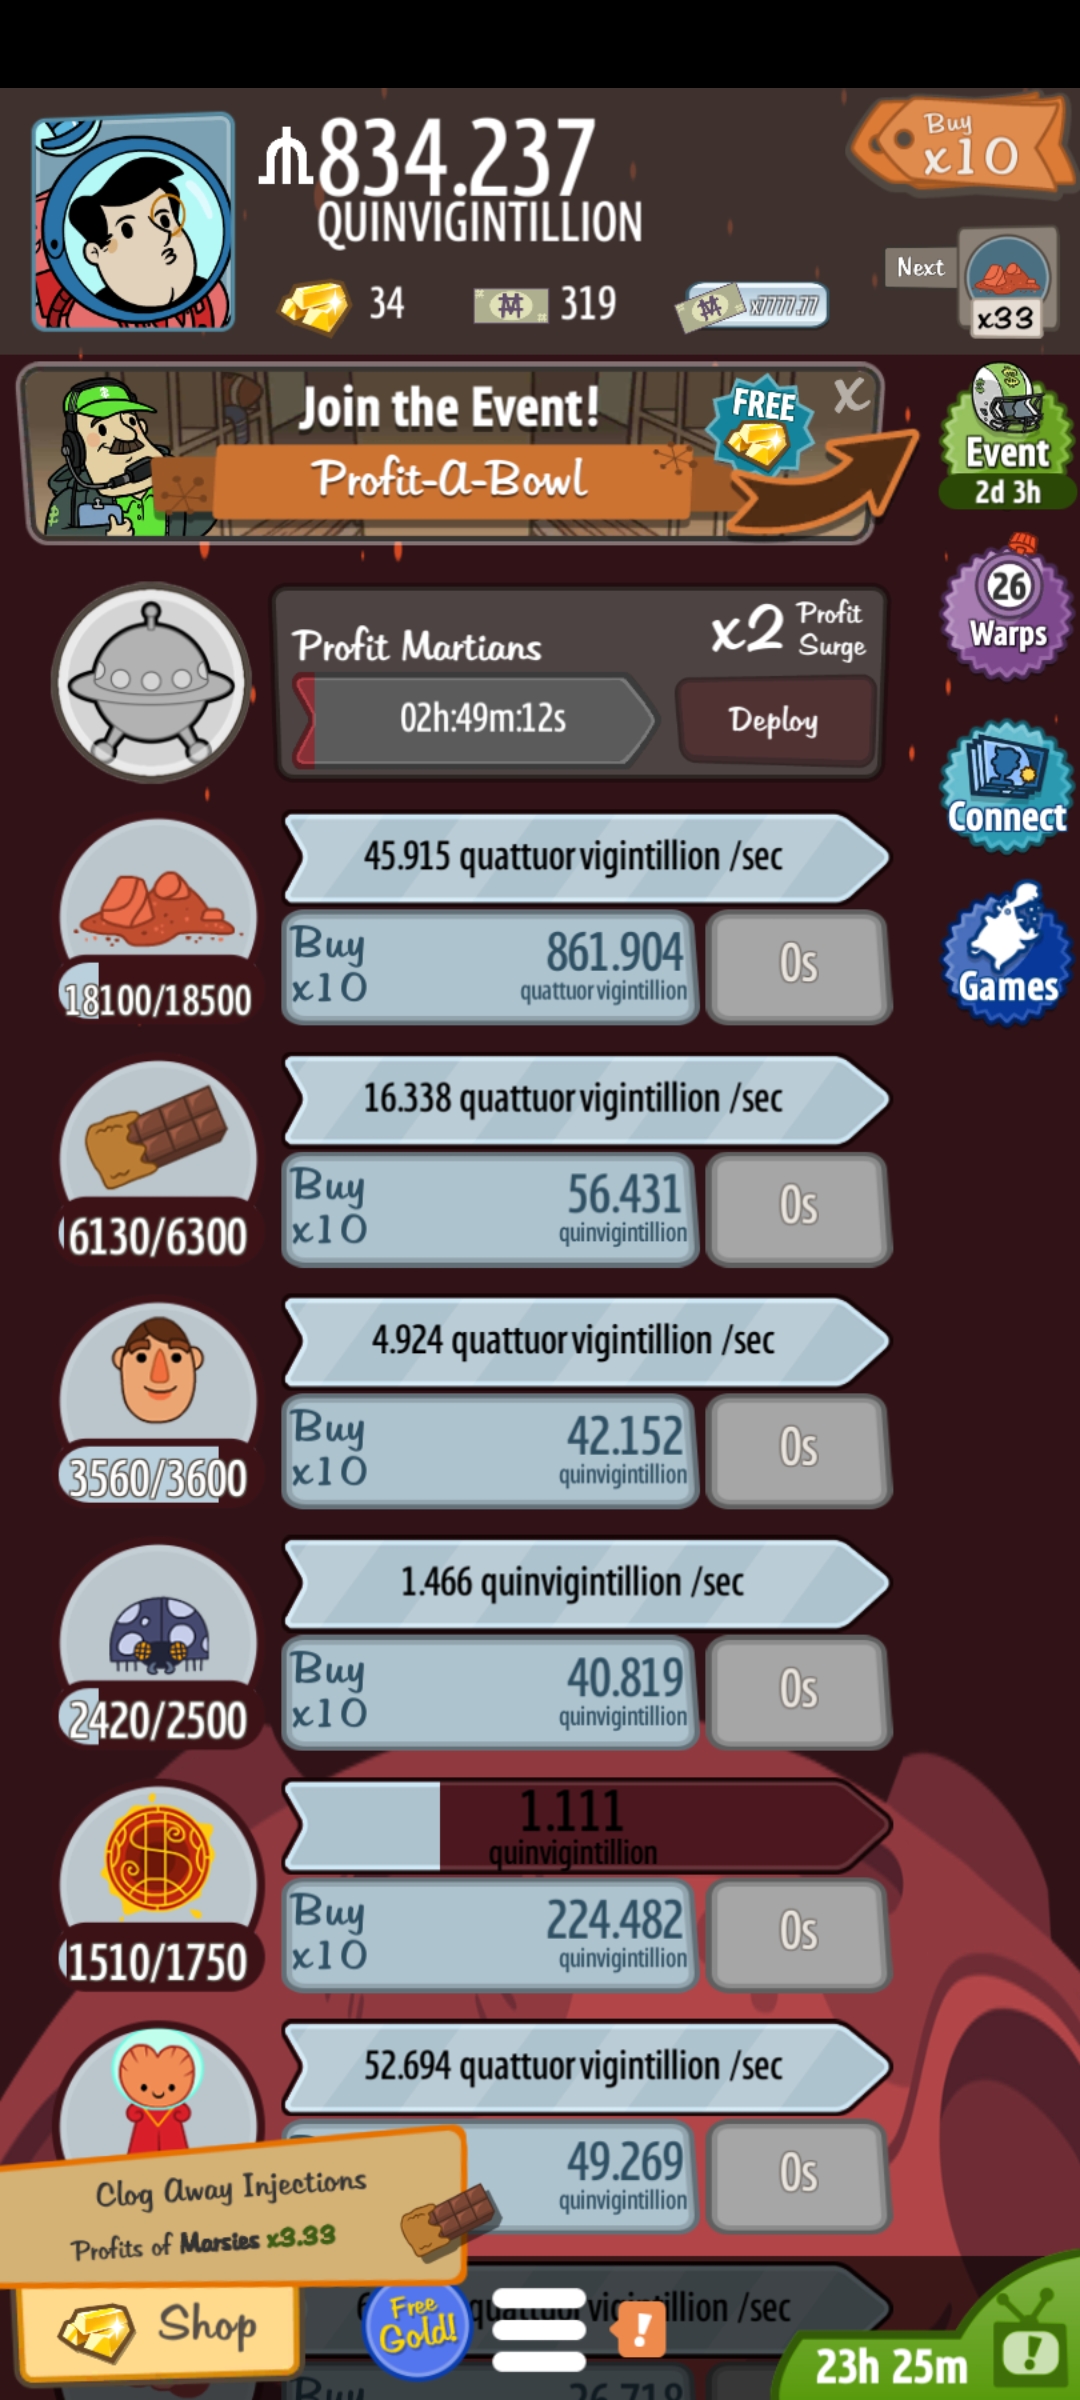 834.237
QUINVIGINTILLION
Buy
x10
34
319
x7777.77
Next
x33
Join the Event!
Profit-A-Bowl
FREE
X
Event
2d 3h
26
Warps
Connect
Games
Profit Martians
x2 Profit
Surge
02h:49m:12s
Deploy
45.915 quattuorvigintillion /sec
18100/18500
Buy
x10
861.904
quattuorvigintillion
0s
16.338 quattuorvigintillion /sec
6130/6300
Buy
x10
56.431
quinvigintillion
0s
4.924 quattuorvigintillion /sec
3560/3600
Buy
x10
42.152
quinvigintillion
0s
1.466 quinvigintillion /sec
2420/2500
Buy
x10
40.819
quinvigintillion
0s
1.111
quinvigintillion
1510/1750
Buy
x10
224.482
quinvigintillion
0s
52.694 quattuorvigintillion /sec
49.269
quinvigintillion
0s
Clog Away Injections
Profits of Marsies x3.33
Shop
Free
Gold!
!
/sec
Buy
26.718
23h 25m
!